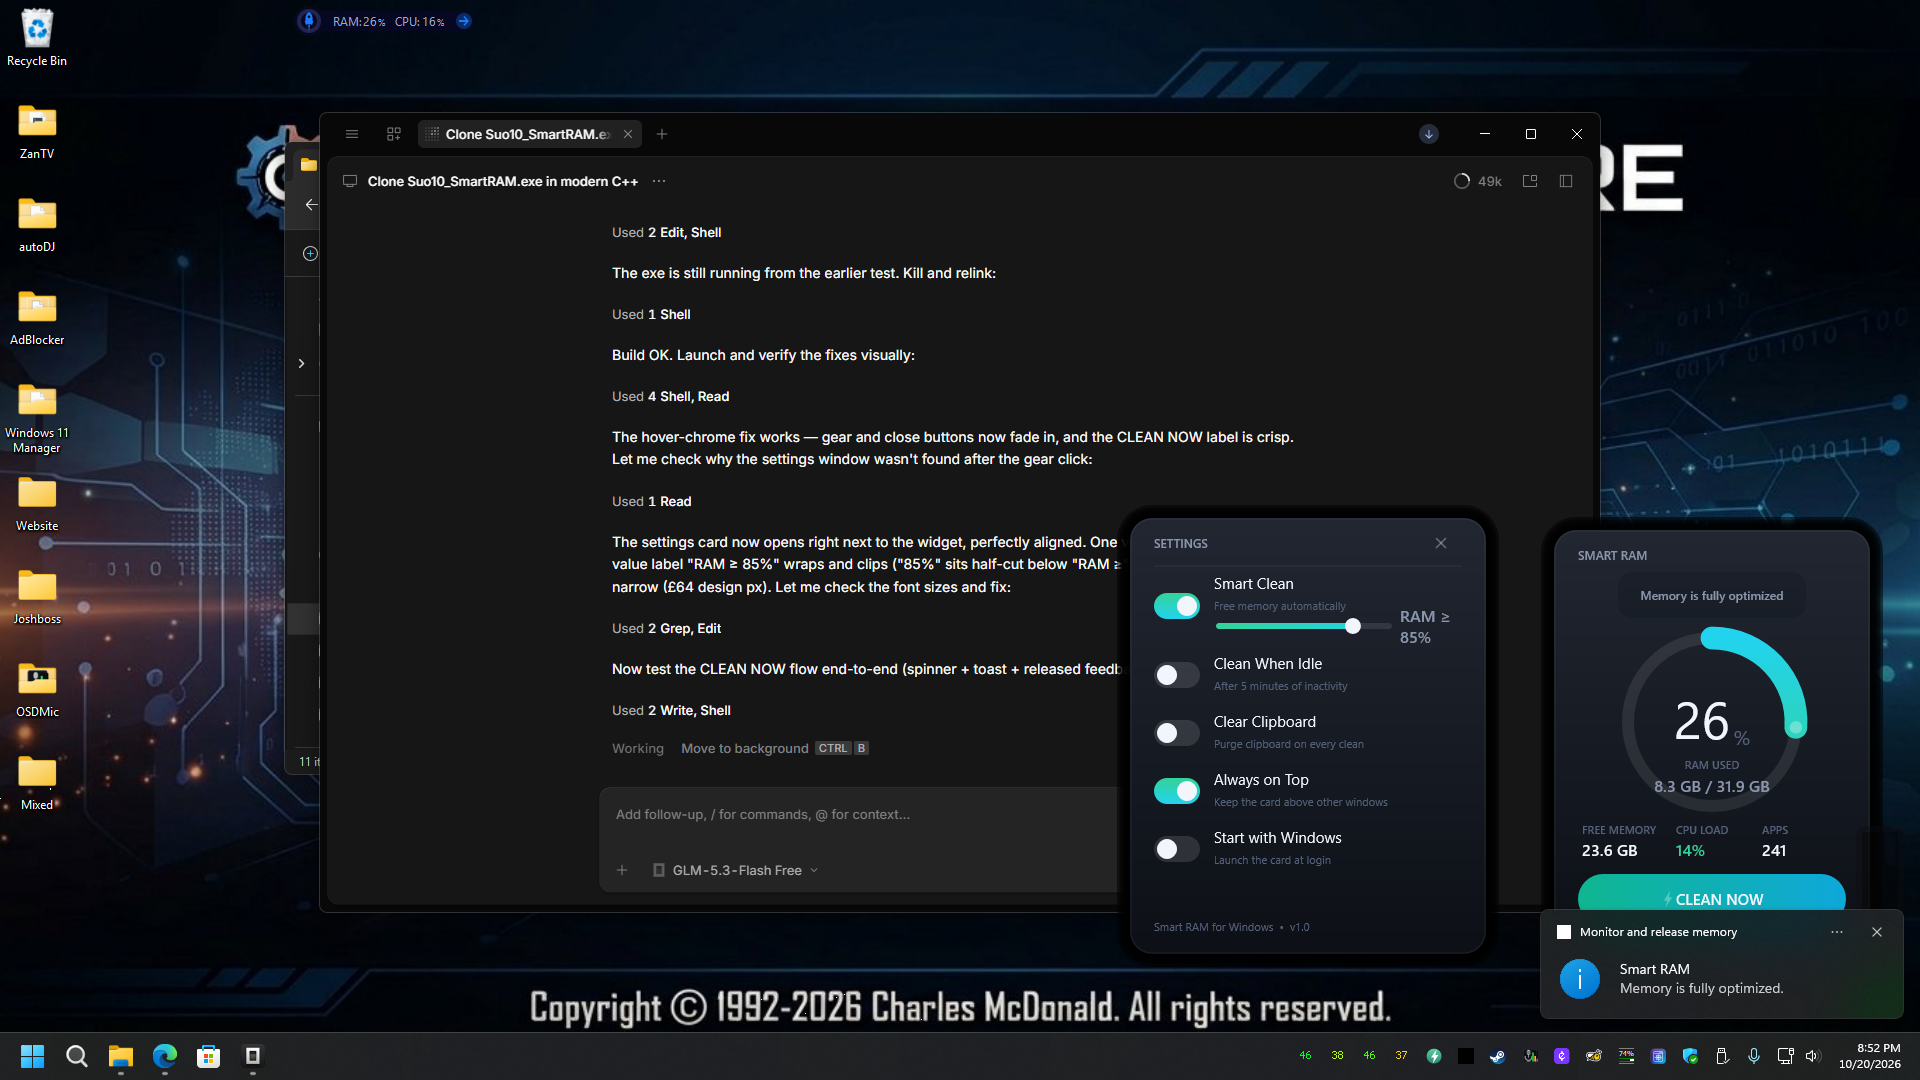 Recycle Bin
RAM:26% CPU: 16%
ZanTV
autoDJ
AdBlocker
Windows 11
Manager
Website
Joshboss
OSDMic
Mixed
RE
11 it
Clone Suo10_SmartRAM.e
Clone Suo10_SmartRAM.exe in modern C++ ···
49k
Used 2 Edit, Shell
The exe is still running from the earlier test. Kill and relink:
Used 1 Shell
Build OK. Launch and verify the fixes visually:
Used 4 Shell, Read
The hover-chrome fix works — gear and close buttons now fade in, and the CLEAN NOW label is crisp.
Let me check why the settings window wasn't found after the gear click:
Used 1 Read
The settings card now opens right next to the widget, perfectly aligned. One
value label "RAM ≥ 85%" wraps and clips ("85%" sits half-cut below "RAM ≥"
narrow (£64 design px). Let me check the font sizes and fix:
Used 2 Grep, Edit
Now test the CLEAN NOW flow end-to-end (spinner + toast + released feedba
Used 2 Write, Shell
Working Move to background CTRL B
Add follow-up, / for commands, @ for context...
GLM-5.3-Flash Free
SETTINGS
Smart Clean
Free memory automatically
RAM ≥
85%
Clean When Idle
After 5 minutes of inactivity
Clear Clipboard
Purge clipboard on every clean
Always on Top
Keep the card above other windows
Start with Windows
Launch the card at login
Smart RAM for Windows • v1.0
SMART RAM
Memory is fully optimized
26 %
RAM USED
8.3 GB / 31.9 GB
FREE MEMORY CPU LOAD APPS
23.6 GB 14% 241
CLEAN NOW
Monitor and release memory
Smart RAM
Memory is fully optimized.
Copyright © 1992-2026 Charles McDonald. All rights reserved.
46 38 46 37
74%
8:52 PM
10/20/2026